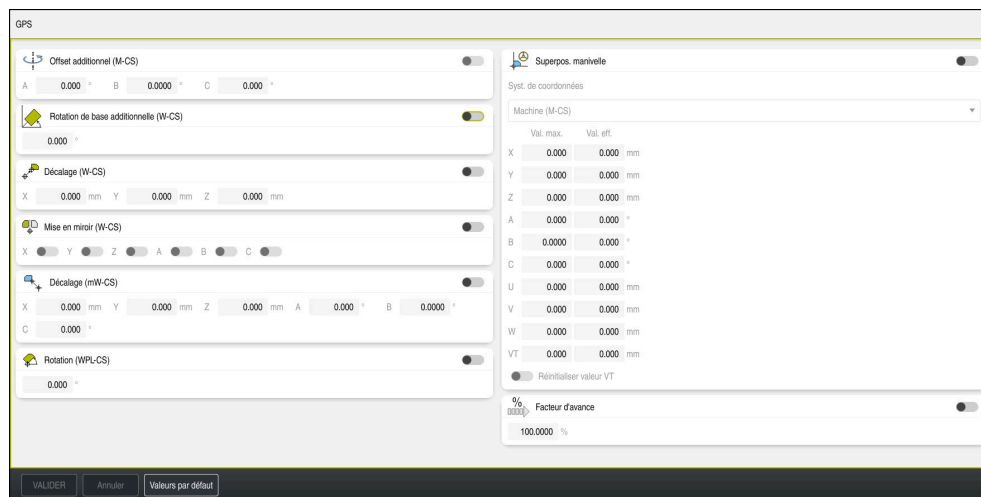 GPS
Offset additionnel (M-CS)
A 0.000 ° B 0.0000 ° C 0.000 °
Rotation de base additionnelle (W-CS)
0.000 °
Décalage (W-CS)
X 0.000 mm Y 0.000 mm Z 0.000 mm
Mise en miroir (W-CS)
X Y Z A B C
Décalage (mW-CS)
X 0.000 mm Y 0.000 mm Z 0.000 mm A 0.000 ° B 0.0000 °
C 0.000 °
Rotation (WPL-CS)
0.000 °
Superpos. manivelle
Syst. de coordonnées
Machine (M-CS)
Val. max. Val. eff.
X 0.000 0.000 mm
Y 0.000 0.000 mm
Z 0.000 0.000 mm
A 0.000 0.000 °
B 0.0000 0.000 °
C 0.000 0.000 °
U 0.000 0.000 mm
V 0.000 0.000 mm
W 0.000 0.000 mm
VT 0.000 0.000 mm
Réinitialiser valeur VT
% Facteur d'avance
100.0000 %
VALIDER Annuler Valeurs par défaut